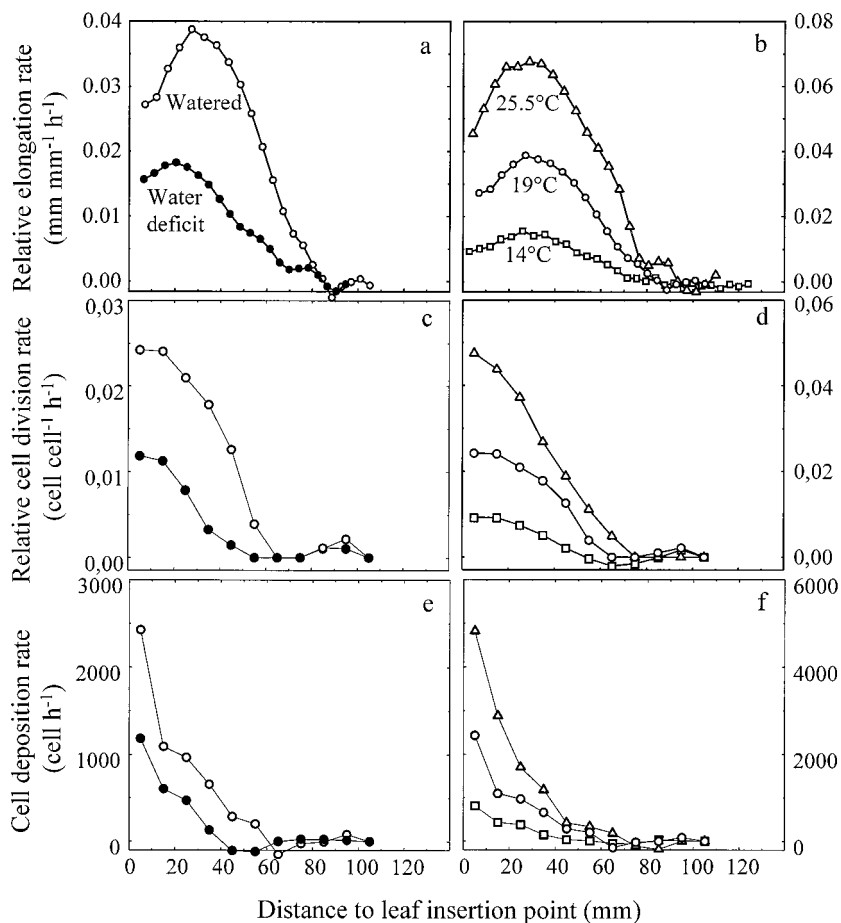 Relative elongation rate
(mm mm⁻¹ h⁻¹)
0.04
0.03
0.02
0.01
0.00
a
Watered
Water
deficit
b
25.5°C
19°C
14°C
0.08
0.06
0.04
0.02
0.00
Relative cell division rate
(cell cell⁻¹ h⁻¹)
0,03
0,02
0,01
0,00
c
d
0,06
0,04
0,02
0,00
Cell deposition rate
(cell h⁻¹)
3000
2000
1000
0
e
f
6000
4000
2000
0
0 20 40 60 80 100 120
0 20 40 60 80 100 120
Distance to leaf insertion point (mm)